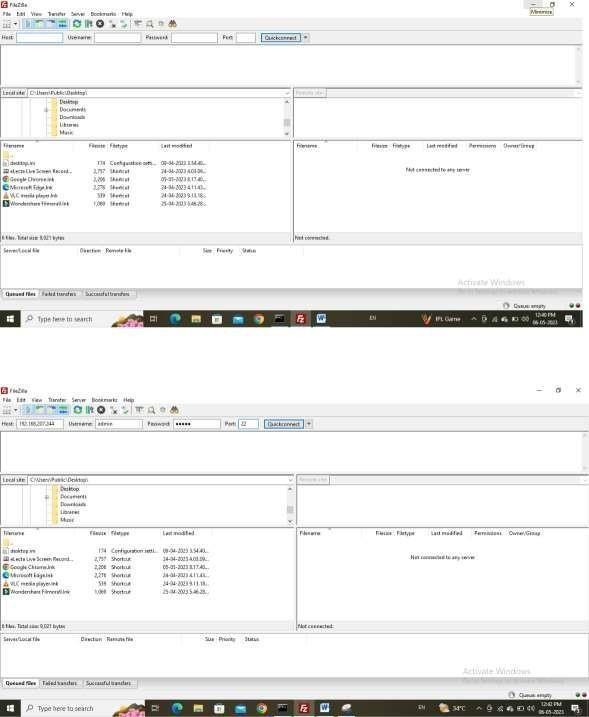 FileZilla
File Edit View Transfer Server Bookmarks Help
Minimize
Host: Username: Password: Port: Quickconnect
Local site: C:\Users\Public\Desktop\ Remote site:
Desktop
Documents
Downloads
Libraries
Music
Filename Filesize Filetype Last modified Filename Filesize Filetype Last modified Permissions Owner/Group
..
desktop.ini 174 Configuration setti... 09-04-2023 3.54.40...
eLecta Live Screen Record... 2,757 Shortcut 24-04-2023 4.03.09...
Google Chrome.lnk 2,206 Shortcut 05-05-2023 8.17.40...
Microsoft Edge.lnk 2,276 Shortcut 24-04-2023 4.11.43...
VLC media player.lnk 539 Shortcut 24-04-2023 9.13.18...
Wondershare Filmora9.lnk 1,069 Shortcut 25-04-2023 5.46.28...
Not connected to any server
6 files. Total size: 9,021 bytes Not connected.
Server/Local file Direction Remote file Size Priority Status
Activate Windows
Queued files Failed transfers Successful transfers
Queue: empty
Type here to search EN IPL Game 12:40 PM
06-05-2023
FileZilla
File Edit View Transfer Server Bookmarks Help
Host: 192.168.207.244 Username: admin Password: ●●●●● Port: 22 Quickconnect
Local site: C:\Users\Public\Desktop\ Remote site:
Desktop
Documents
Downloads
Libraries
Music
Filename Filesize Filetype Last modified Filename Filesize Filetype Last modified Permissions Owner/Group
..
desktop.ini 174 Configuration setti... 09-04-2023 3.54.40...
eLecta Live Screen Record... 2,757 Shortcut 24-04-2023 4.03.09...
Google Chrome.lnk 2,206 Shortcut 05-05-2023 8.17.40...
Microsoft Edge.lnk 2,276 Shortcut 24-04-2023 4.11.43...
VLC media player.lnk 539 Shortcut 24-04-2023 9.13.18...
Wondershare Filmora9.lnk 1,069 Shortcut 25-04-2023 5.46.28...
Not connected to any server
6 files. Total size: 9,021 bytes Not connected.
Server/Local file Direction Remote file Size Priority Status
Activate Windows
Queued files Failed transfers Successful transfers
Queue: empty
Type here to search EN 34°C 12:42 PM
06-05-2023